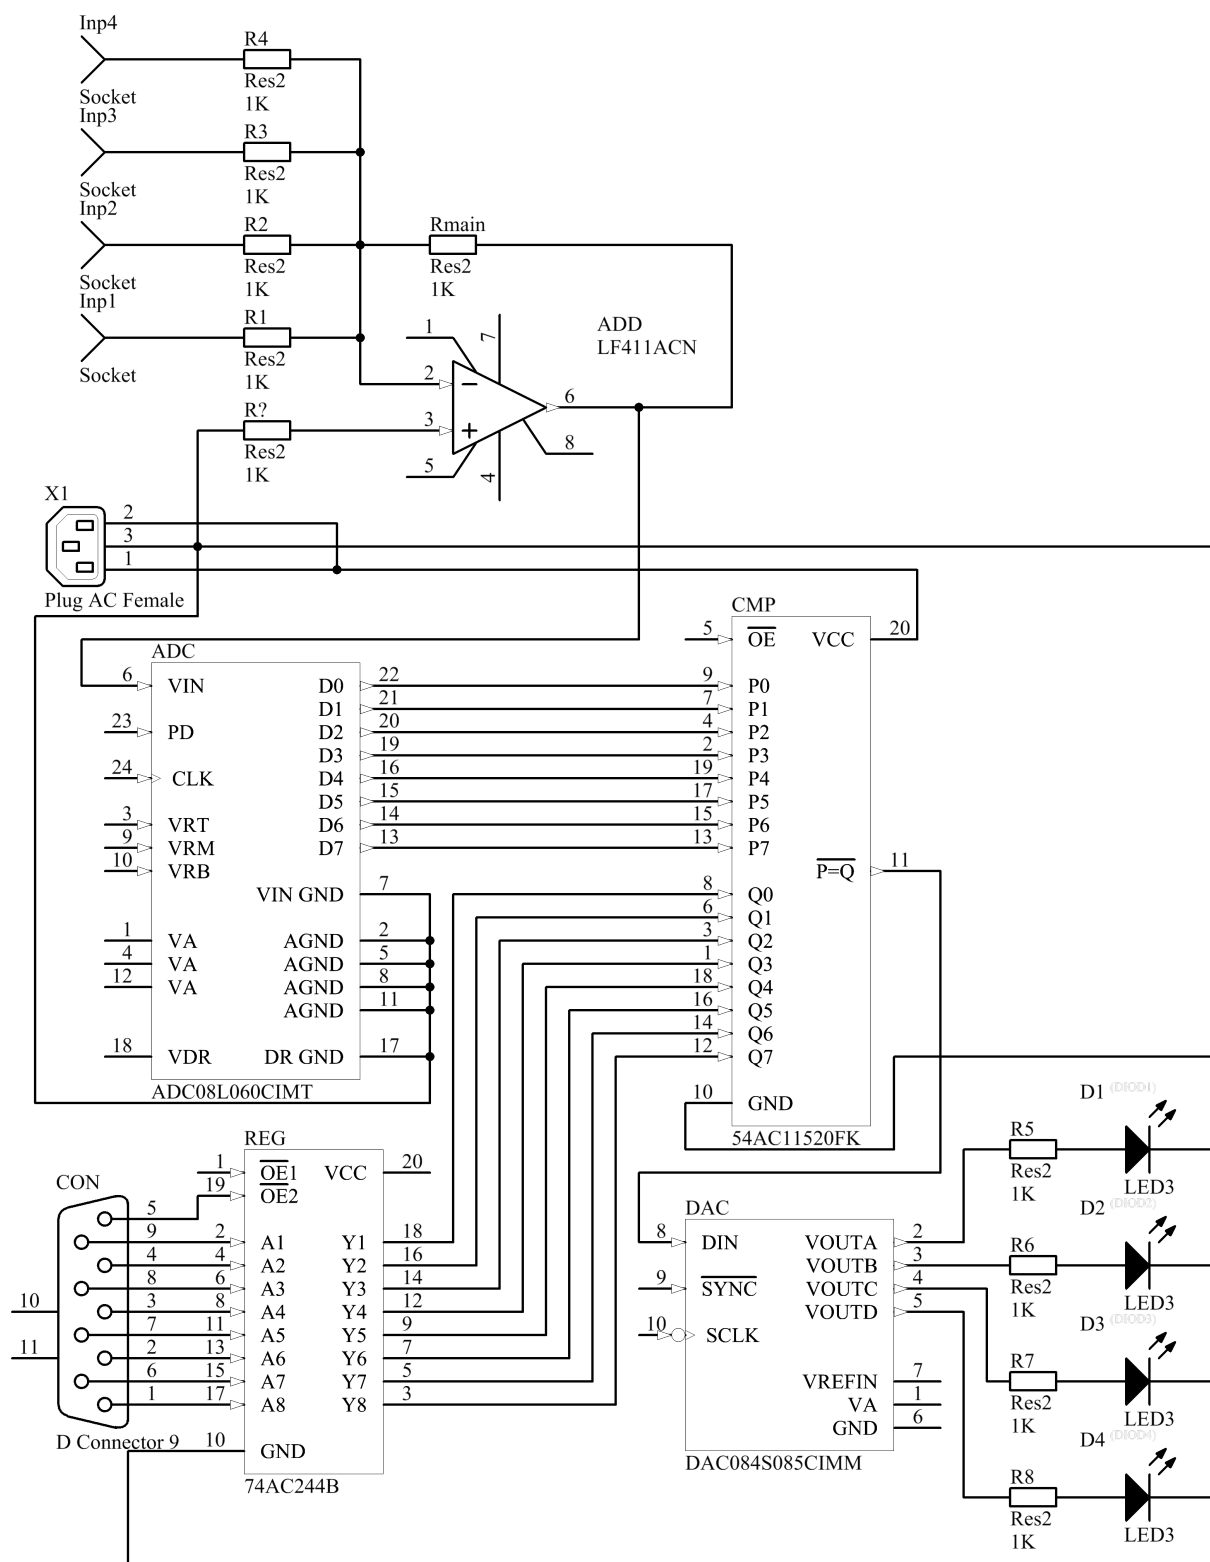 Inp4
R4
Res2
1K
Socket
Inp3
R3
Res2
1K
Socket
Inp2
R2
Res2
1K
Socket
Inp1
R1
Res2
1K
Socket
Rmain
Res2
1K
ADD
LF411ACN
1
7
2
3
5
4
6
8
R?
Res2
1K
X1
2
3
1
Plug AC Female
CMP
5 OE VCC 20
9 P0
7 P1
4 P2
2 P3
19 P4
17 P5
15 P6
13 P7
P=Q 11
8 Q0
6 Q1
3 Q2
1 Q3
18 Q4
16 Q5
14 Q6
12 Q7
10 GND
54AC11520FK
ADC
6 VIN D0 22
D1 21
23 PD D2 20
D3 19
24 CLK D4 16
D5 15
3 VRT D6 14
9 VRM D7 13
10 VRB
VIN GND 7
1 VA AGND 2
4 VA AGND 5
12 VA AGND 8
AGND 11
18 VDR DR GND 17
ADC08L060CIMT
REG
1 OE1 VCC 20
19 OE2
2 A1 Y1 18
4 A2 Y2 16
6 A3 Y3 14
8 A4 Y4 12
11 A5 Y5 9
13 A6 Y6 7
15 A7 Y7 5
17 A8 Y8 3
10 GND
74AC244B
CON
5
9
4
8
3
7
2
6
1
10
11
D Connector 9
DAC
8 DIN VOUTA 2
VOUTB 3
9 SYNC VOUTC 4
VOUTD 5
10 SCLK
VREFIN 7
VA 1
GND 6
DAC084S085CIMM
D1 (DIOD1)
R5
Res2
1K
LED3
D2 (DIOD2)
R6
Res2
1K
LED3
D3 (DIOD3)
R7
Res2
1K
LED3
D4 (DIOD4)
R8
Res2
1K
LED3